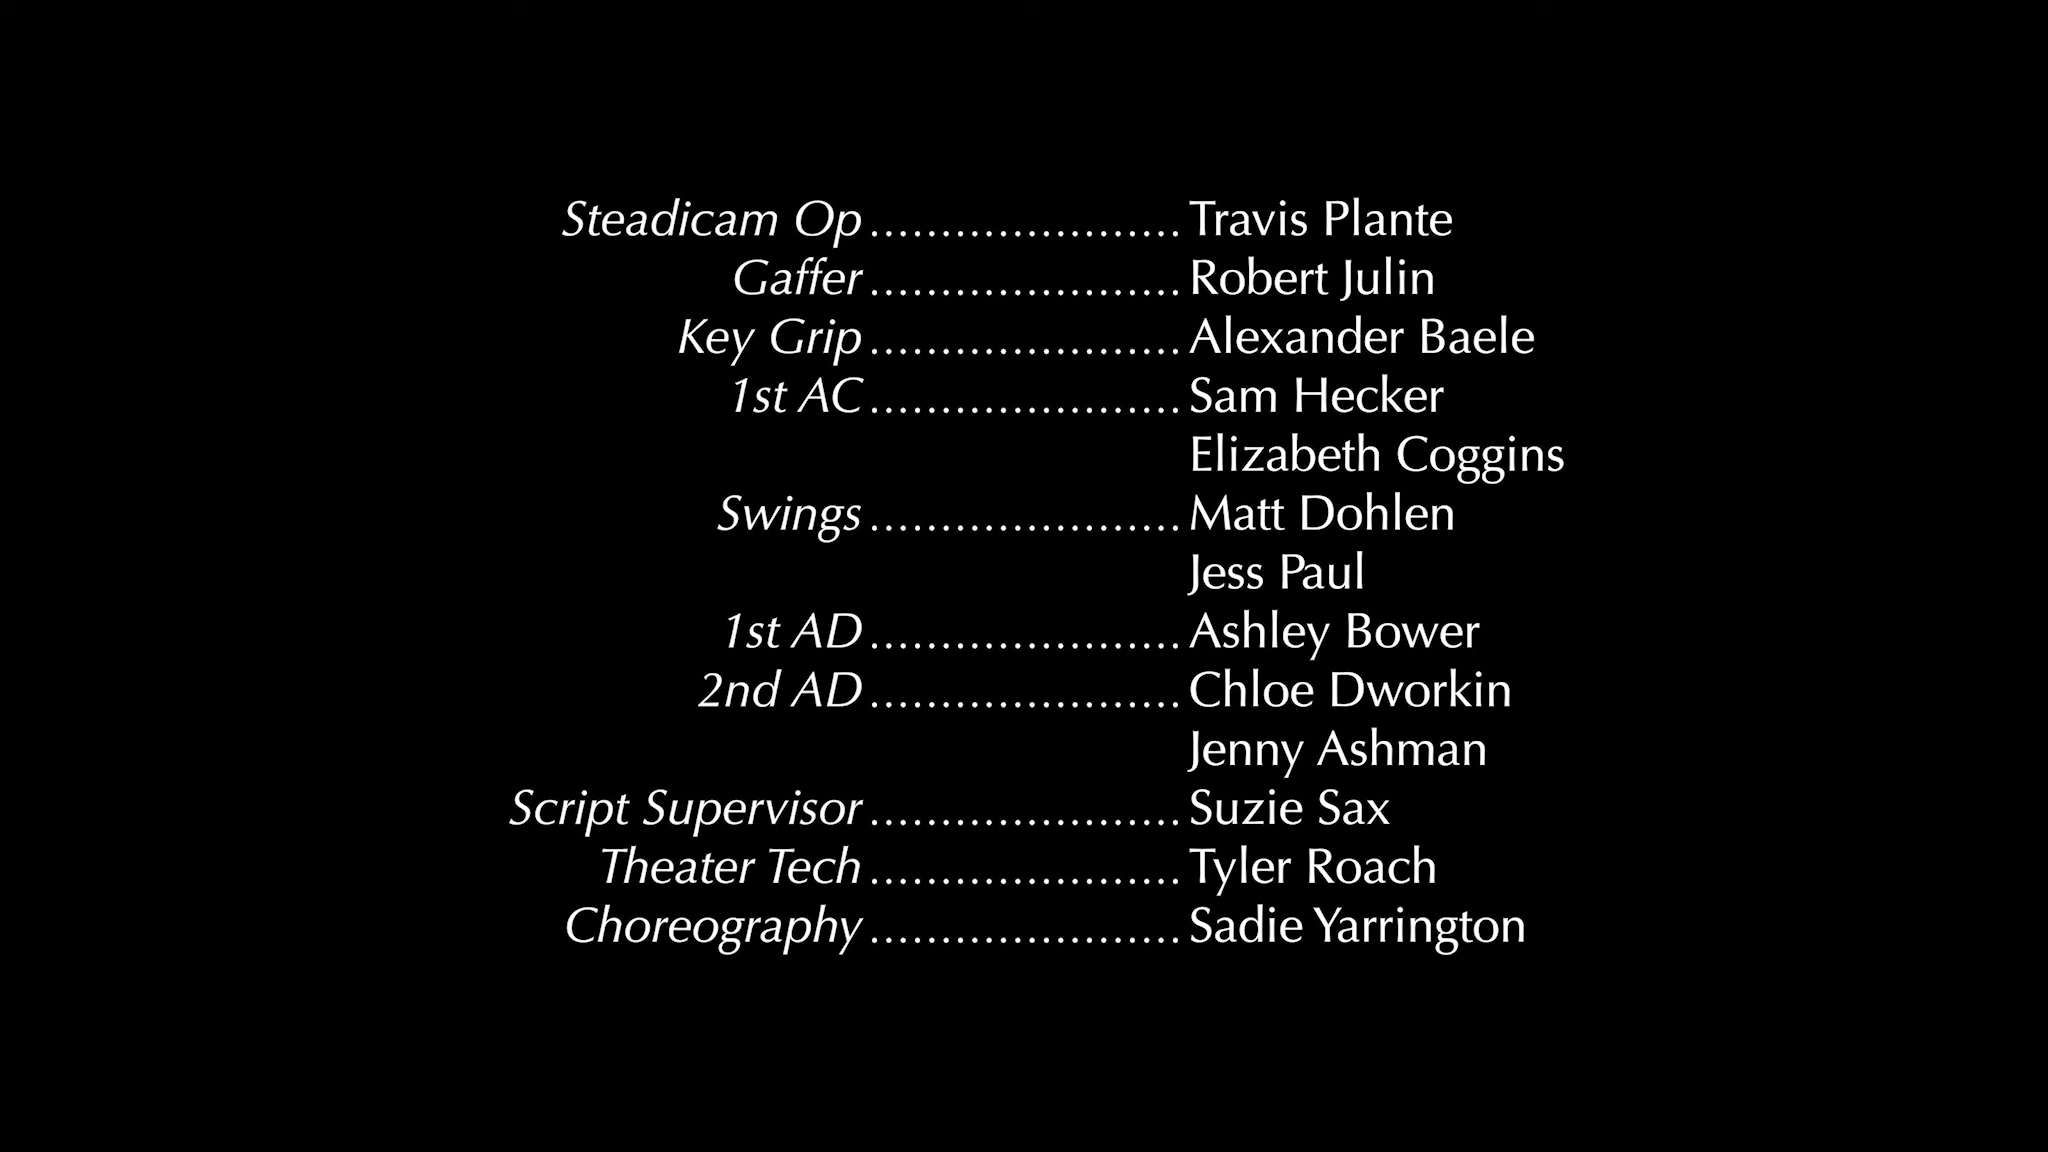 Steadicam Op ...................... Travis Plante
Gaffer ...................... Robert Julin
Key Grip ...................... Alexander Baele
1st AC ...................... Sam Hecker
Elizabeth Coggins
Swings ...................... Matt Dohlen
Jess Paul
1st AD ...................... Ashley Bower
2nd AD ...................... Chloe Dworkin
Jenny Ashman
Script Supervisor ...................... Suzie Sax
Theater Tech ...................... Tyler Roach
Choreography ...................... Sadie Yarrington